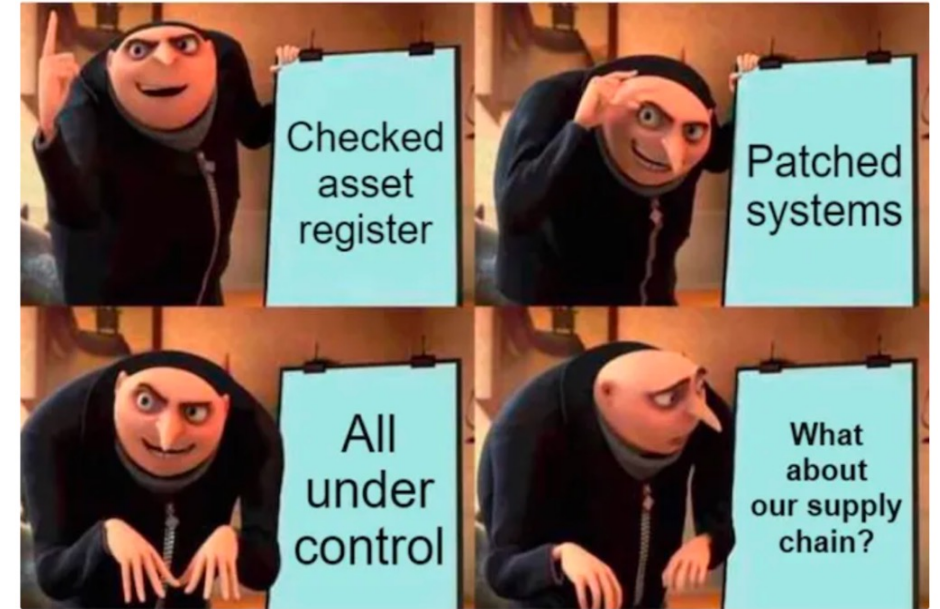 Checked
asset
register
Patched
systems
All
under
control
What
about
our supply
chain?